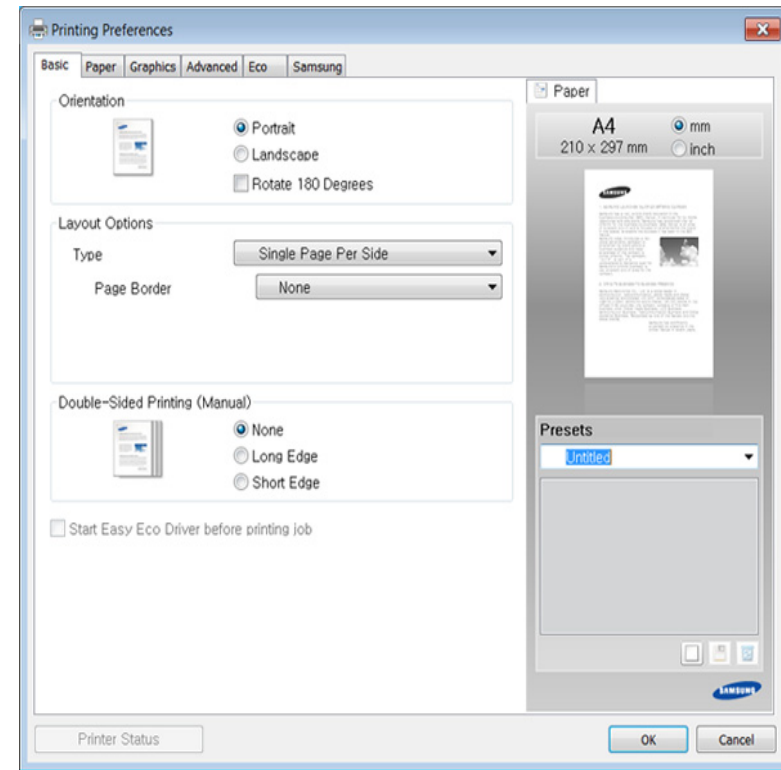 Printing Preferences
Basic Paper Graphics Advanced Eco Samsung
Orientation
Portrait
Landscape
Rotate 180 Degrees
Layout Options
Type Single Page Per Side
Page Border None
Double-Sided Printing (Manual)
None
Long Edge
Short Edge
Start Easy Eco Driver before printing job
Paper
A4 mm
210 x 297 mm inch
SAMSUNG
Presets
Untitled
SAMSUNG
Printer Status OK Cancel